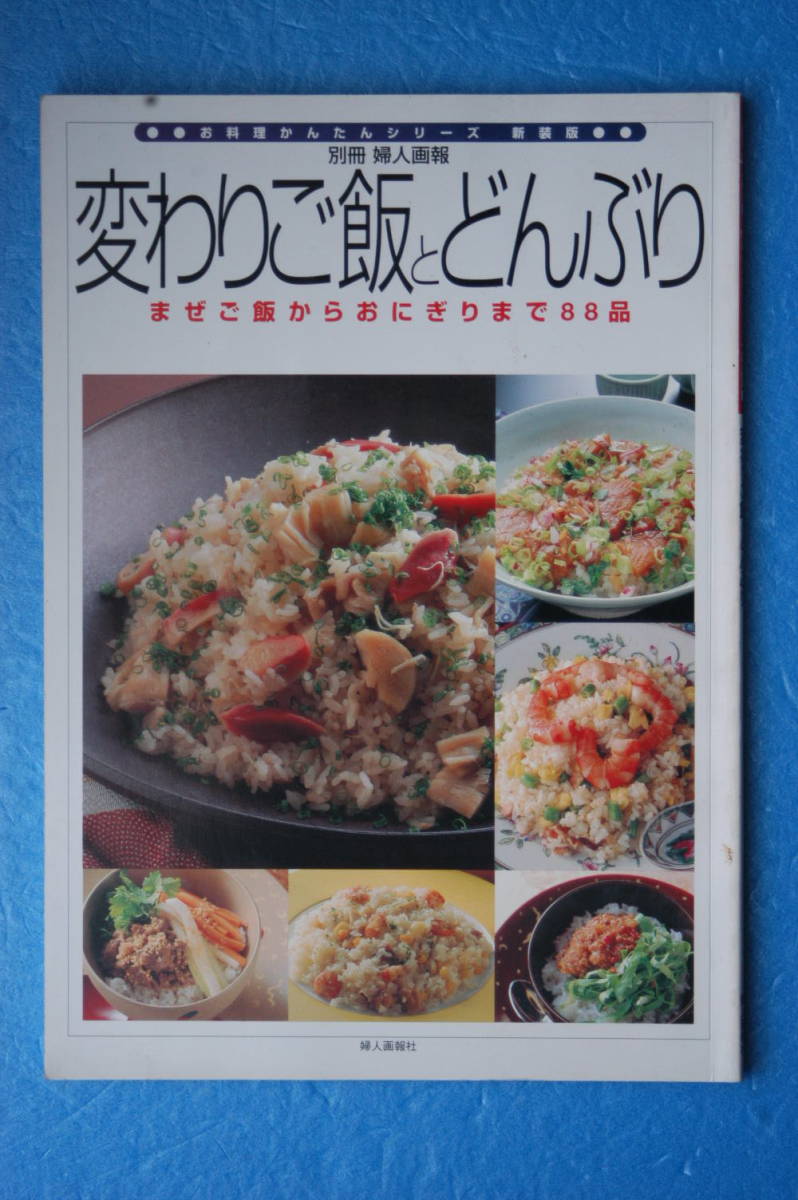 ●●お料理かんたんシリーズ 新装版●●
別冊 婦人画報
変わりご飯とどんぶり
まぜご飯からおにぎりまで88品
婦人画報社